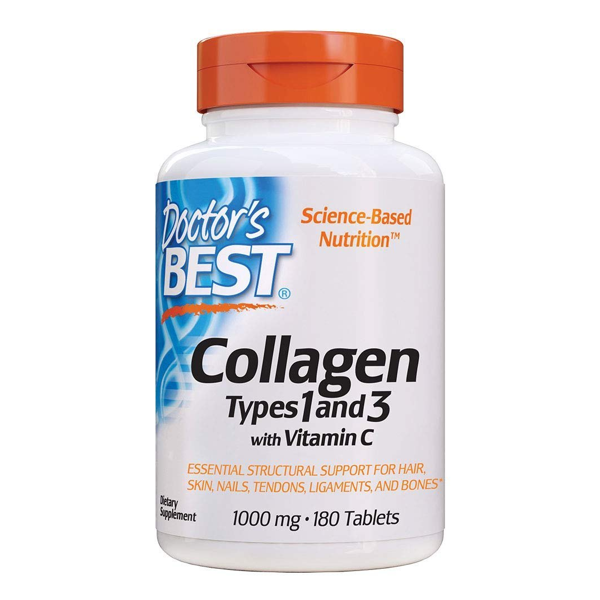 Doctor's
BEST®
Science-Based
Nutrition™
Collagen
Types 1 and 3
with Vitamin C
ESSENTIAL STRUCTURAL SUPPORT FOR HAIR,
SKIN, NAILS, TENDONS, LIGAMENTS, AND BONES*
Dietary
Supplement
1000 mg • 180 Tablets